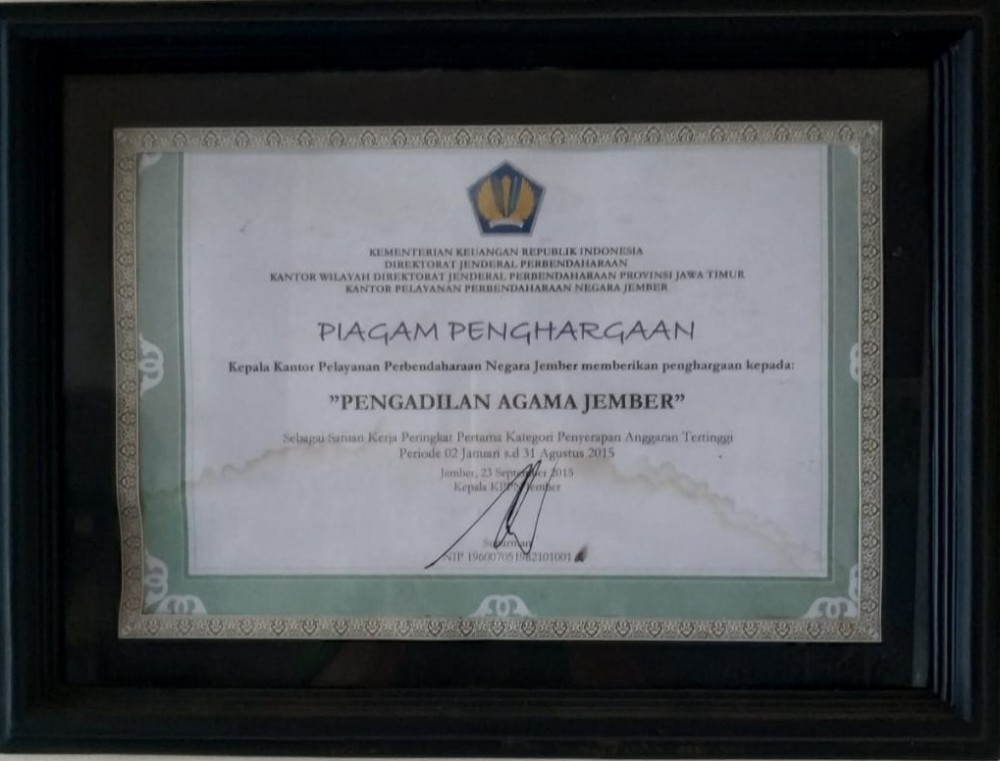 KEMENTERIAN KEUANGAN REPUBLIK INDONESIA
DIREKTORAT JENDERAL PERBENDAHARAAN
KANTOR WILAYAH DIREKTORAT JENDERAL PERBENDAHARAAN PROVINSI JAWA TIMUR
KANTOR PELAYANAN PERBENDAHARAAN NEGARA JEMBER
PIAGAM PENGHARGAAN
Kepala Kantor Pelayanan Perbendaharaan Negara Jember memberikan penghargaan kepada:
"PENGADILAN AGAMA JEMBER"
Sebagai Satuan Kerja Peringkat Pertama Kategori Penyerapan Anggaran Tertinggi
Periode 02 Januari s.d 31 Agustus 2015
Jember, 23 September 2015
Kepala KPPN Jember
NIP 196007051982101001